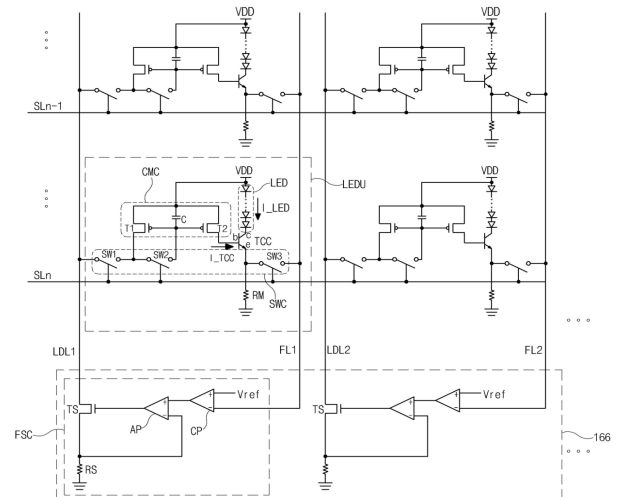 VDD
VDD
SLn-1
VDD
VDD
CMC
LED
LEDU
I_LED
C
T1
T2
b
c
e
TCC
I_TCC
SW1
SW2
SW3
SLn
RM
SWC
LDL1
FL1
LDL2
FL2
Vref
Vref
TS
TS
AP
CP
FSC
166
RS